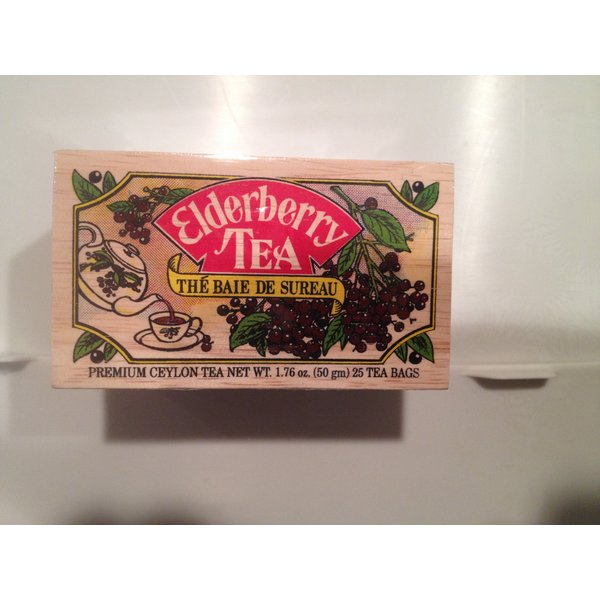 Elderberry
TEA
THÉ BAIE DE SUREAU
PREMIUM CEYLON TEA NET WT. 1.76 oz. (50 gm) 25 TEA BAGS